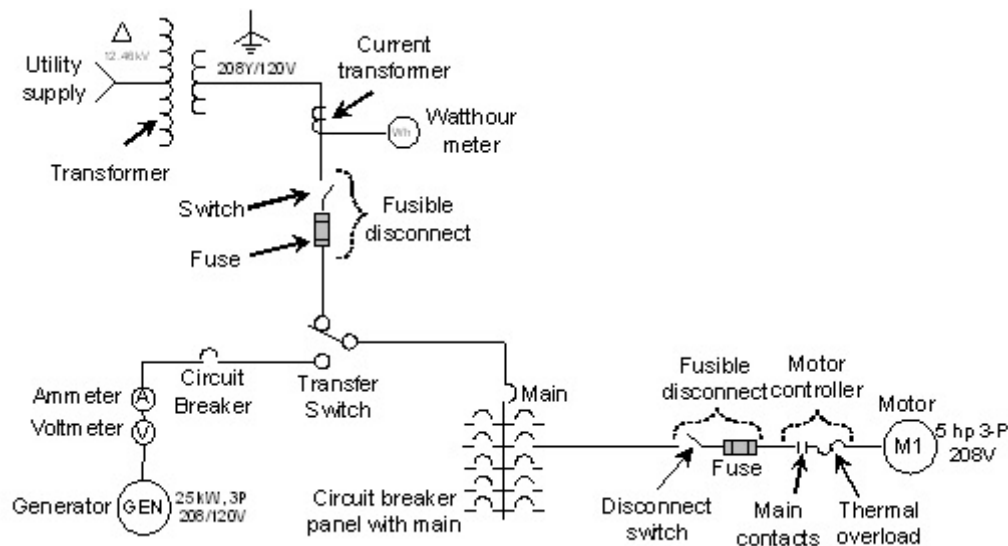 Utility
supply
12.46kV
208Y/120V
Current
transformer
Wh
Watthour
meter
Transformer
Switch
Fuse
Fusible
disconnect
Transfer
Switch
Circuit
Breaker
Ammeter
A
Voltmeter
V
Generator
GEN
25 kW, 3P
208/120V
Main
Circuit breaker
panel with main
Fusible
disconnect
Fuse
Disconnect
switch
Motor
controller
Main
contacts
Thermal
overload
Motor
M1
5 hp 3-P
208V